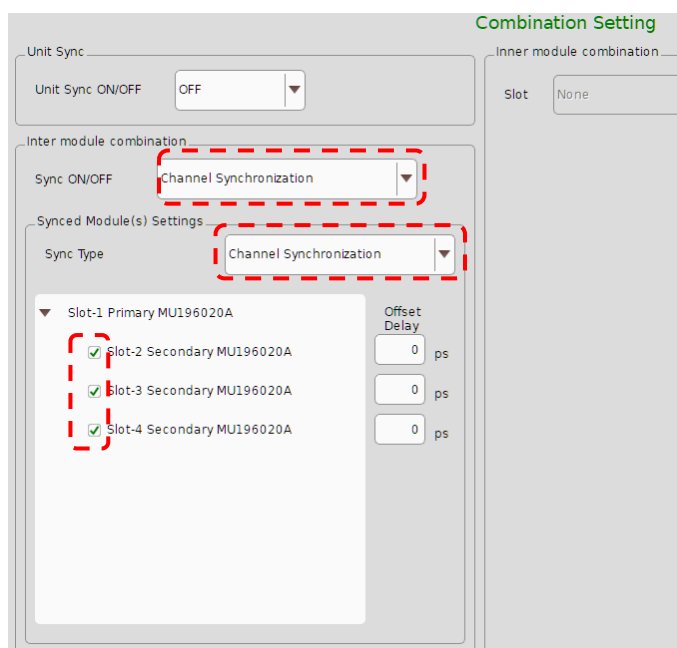 Combination Setting
Unit Sync
Unit Sync ON/OFF OFF
Inter module combination
Sync ON/OFF Channel Synchronization
Synced Module(s) Settings
Sync Type Channel Synchronization
Slot-1 Primary MU196020A
Offset
Delay
Slot-2 Secondary MU196020A 0 ps
Slot-3 Secondary MU196020A 0 ps
Slot-4 Secondary MU196020A 0 ps
Inner module combination
Slot None